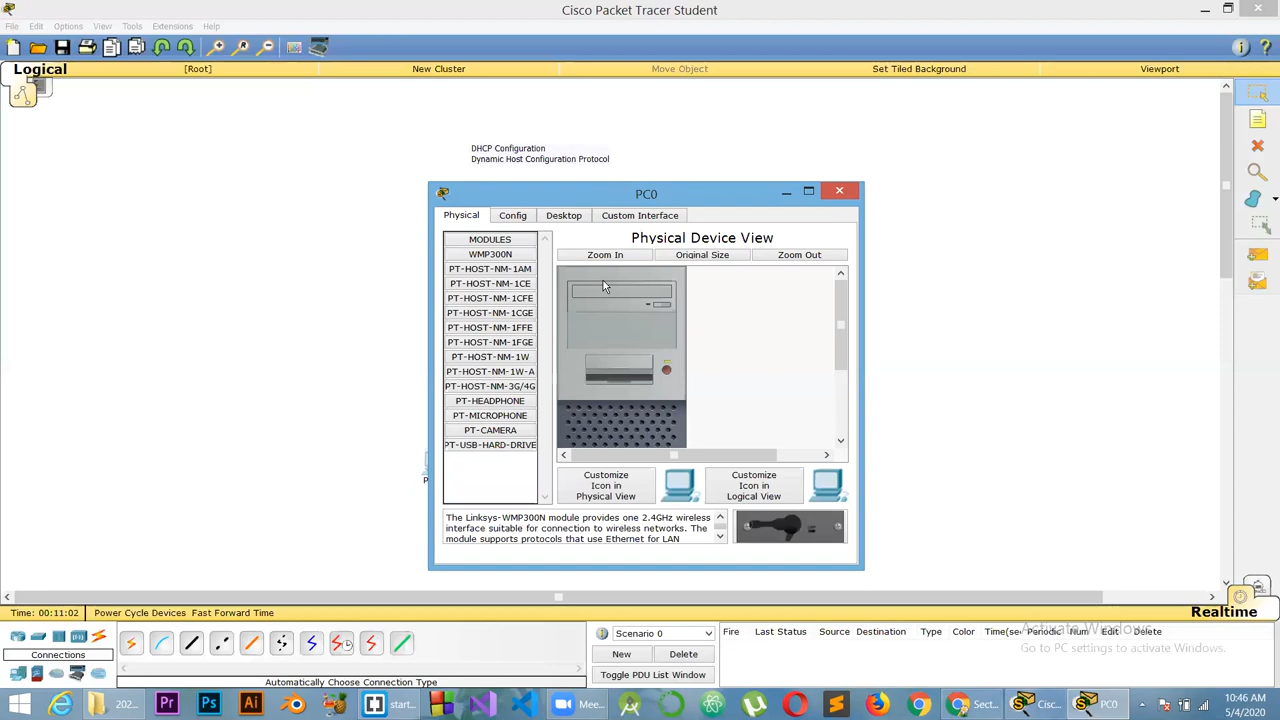 Cisco Packet Tracer Student
File Edit Options View Tools Extensions Help
Logical [Root] New Cluster Move Object Set Tiled Background Viewport
DHCP Configuration
Dynamic Host Configuration Protocol
PC0
Physical Config Desktop Custom Interface
MODULES
WMP300N
PT-HOST-NM-1AM
PT-HOST-NM-1CE
PT-HOST-NM-1CFE
PT-HOST-NM-1CGE
PT-HOST-NM-1FFE
PT-HOST-NM-1FGE
PT-HOST-NM-1W
PT-HOST-NM-1W-A
PT-HOST-NM-3G/4G
PT-HEADPHONE
PT-MICROPHONE
PT-CAMERA
PT-USB-HARD-DRIVE
Physical Device View
Zoom In Original Size Zoom Out
Customize
Icon in
Physical View
Customize
Icon in
Logical View
The Linksys-WMP300N module provides one 2.4GHz wireless
interface suitable for connection to wireless networks. The
module supports protocols that use Ethernet for LAN
Time: 00:11:02 Power Cycle Devices Fast Forward Time
Realtime
Connections
Automatically Choose Connection Type
Scenario 0
New Delete
Toggle PDU List Window
Fire Last Status Source Destination Type Color Time(se Periodic Num Edit Delete
Activate Windows
Go to PC settings to activate Windows.
202... start... Mee... Sect... Cisc... PC0
10:46 AM
5/4/2020